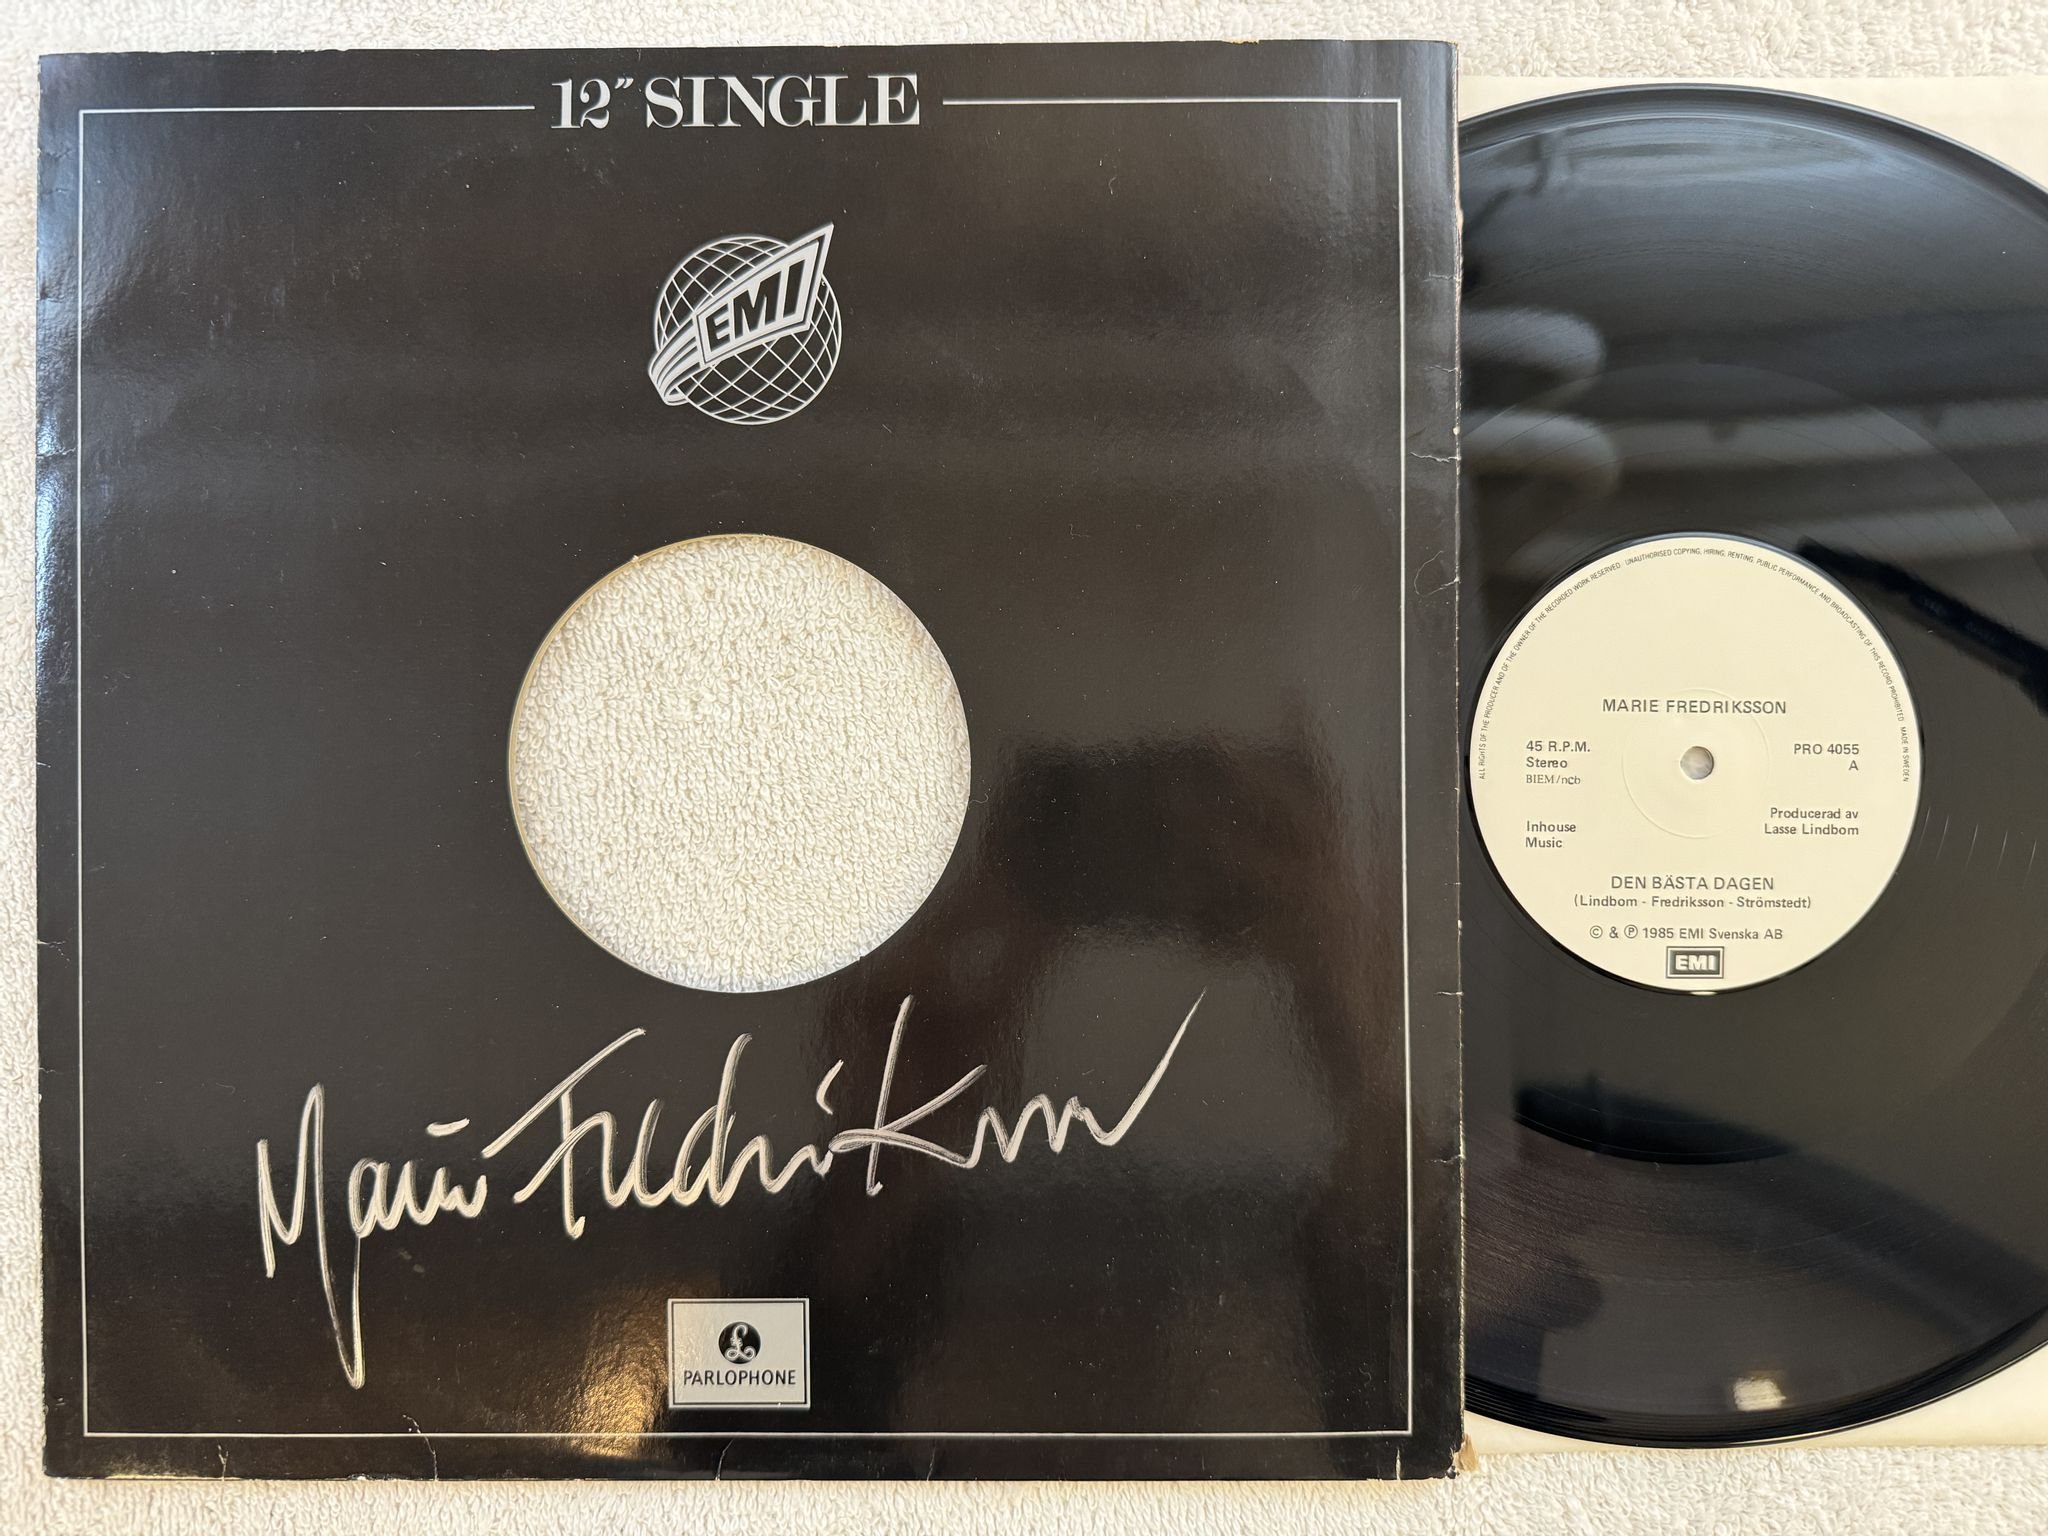 12" SINGLE
EMI
Marie Fredriksson
£
PARLOPHONE
ALL RIGHTS OF THE PRODUCER AND OF THE OWNER OF THE RECORDED WORK RESERVED. UNAUTHORISED COPYING, HIRING, RENTING, PUBLIC PERFORMANCE AND BROADCASTING OF THIS RECORD PROHIBITED. MADE IN SWEDEN
MARIE FREDRIKSSON
45 R.P.M.
Stereo
BIEM/ncb
PRO 4055
A
Inhouse
Music
Producerad av
Lasse Lindbom
DEN BÄSTA DAGEN
(Lindbom - Fredriksson - Strömstedt)
© & ℗ 1985 EMI Svenska AB
EMI